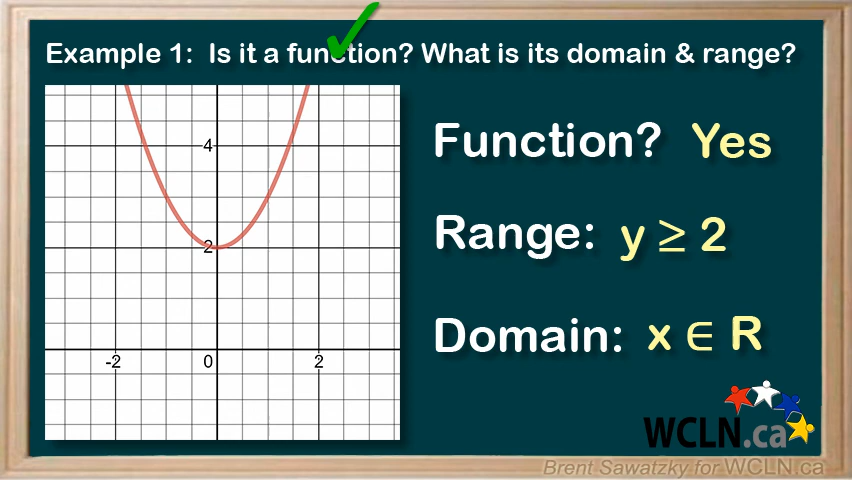 Example 1: Is it a function? What is its domain & range?
4
2
-2
0
2
Function? Yes
Range: y ≥ 2
Domain: x ∈ R
WCLN.ca
Brent Sawatzky for WCLN.ca